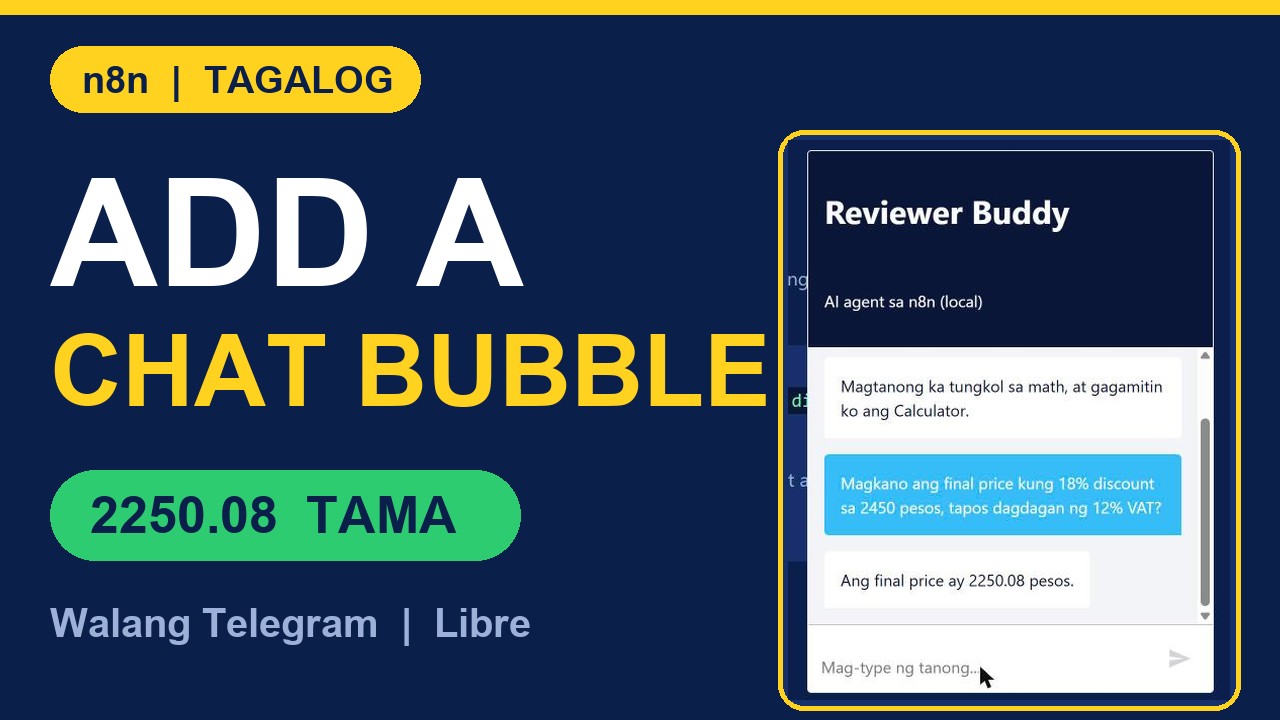 n8n | TAGALOG
ADD A
CHAT BUBBLE
2250.08 TAMA
Walang Telegram | Libre
Reviewer Buddy
AI agent sa n8n (local)
Magtanong ka tungkol sa math, at gagamitin
ko ang Calculator.
Magkano ang final price kung 18% discount
sa 2450 pesos, tapos dagdagan ng 12% VAT?
Ang final price ay 2250.08 pesos.
Mag-type ng tanong...